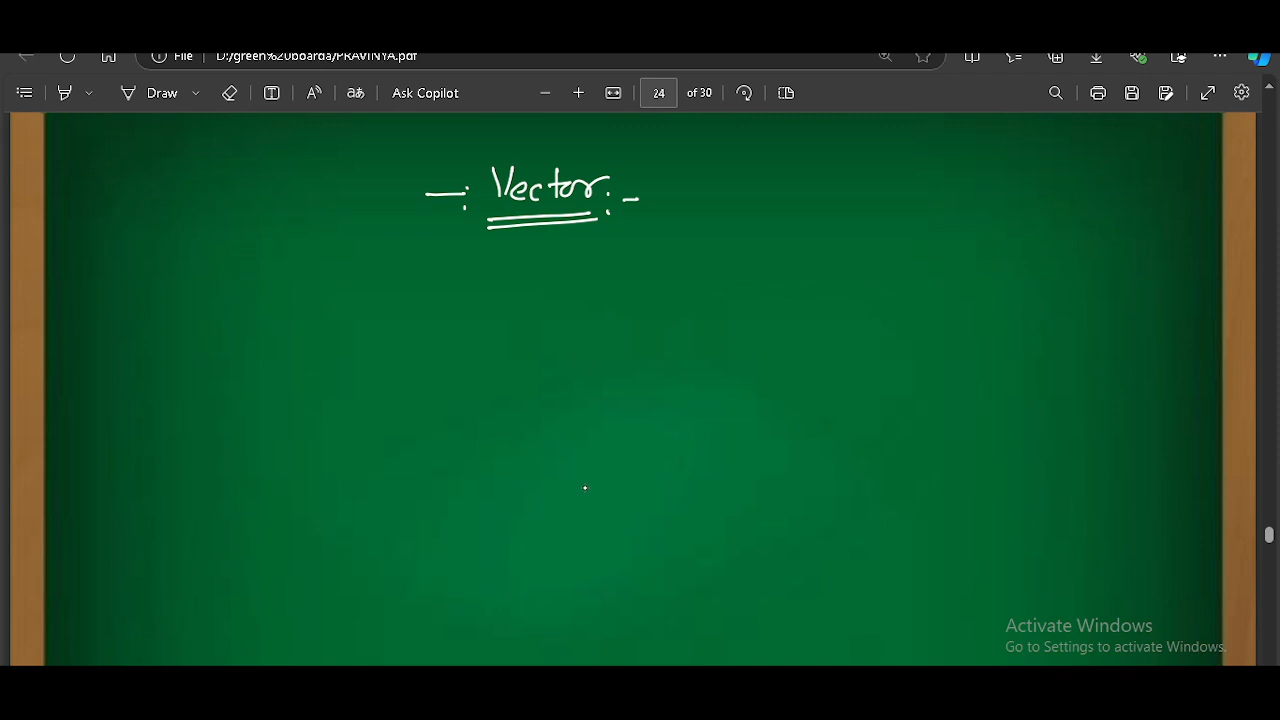 File D:/green%20boarda/PRAVINYA.pdf
Draw Ask Copilot 24 of 30
—: Vector :-
Activate Windows
Go to Settings to activate Windows.